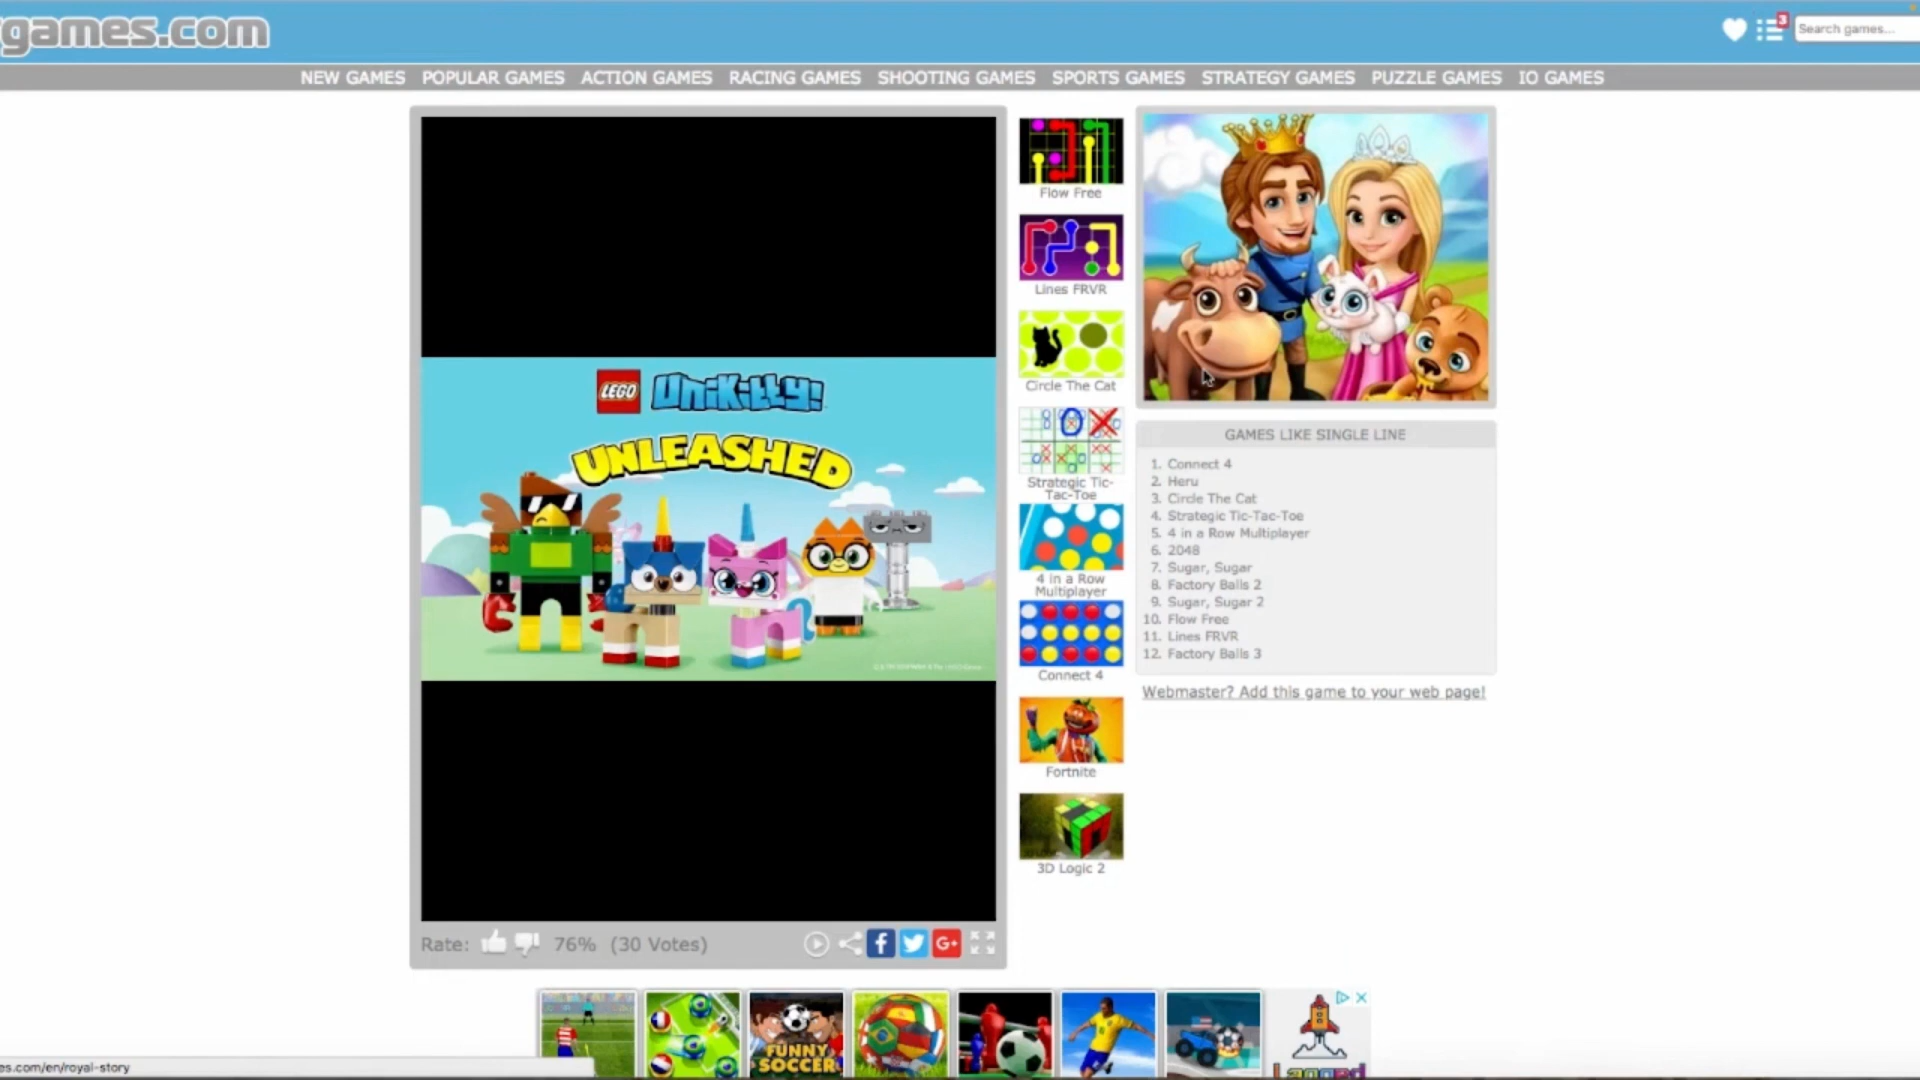 games.com
3
Search games...
NEW GAMES POPULAR GAMES ACTION GAMES RACING GAMES SHOOTING GAMES SPORTS GAMES STRATEGY GAMES PUZZLE GAMES IO GAMES
LEGO UniKitty!
UNLEASHED
Rate: 76% (30 Votes)
f
G+
Flow Free
Lines FRVR
Circle The Cat
Strategic Tic-
Tac-Toe
4 in a Row
Multiplayer
Connect 4
Fortnite
3D Logic 2
GAMES LIKE SINGLE LINE
1. Connect 4
2. Heru
3. Circle The Cat
4. Strategic Tic-Tac-Toe
5. 4 in a Row Multiplayer
6. 2048
7. Sugar, Sugar
8. Factory Balls 2
9. Sugar, Sugar 2
10. Flow Free
11. Lines FRVR
12. Factory Balls 3
Webmaster? Add this game to your web page!
FUNNY
SOCCER
es.com/en/royal-story